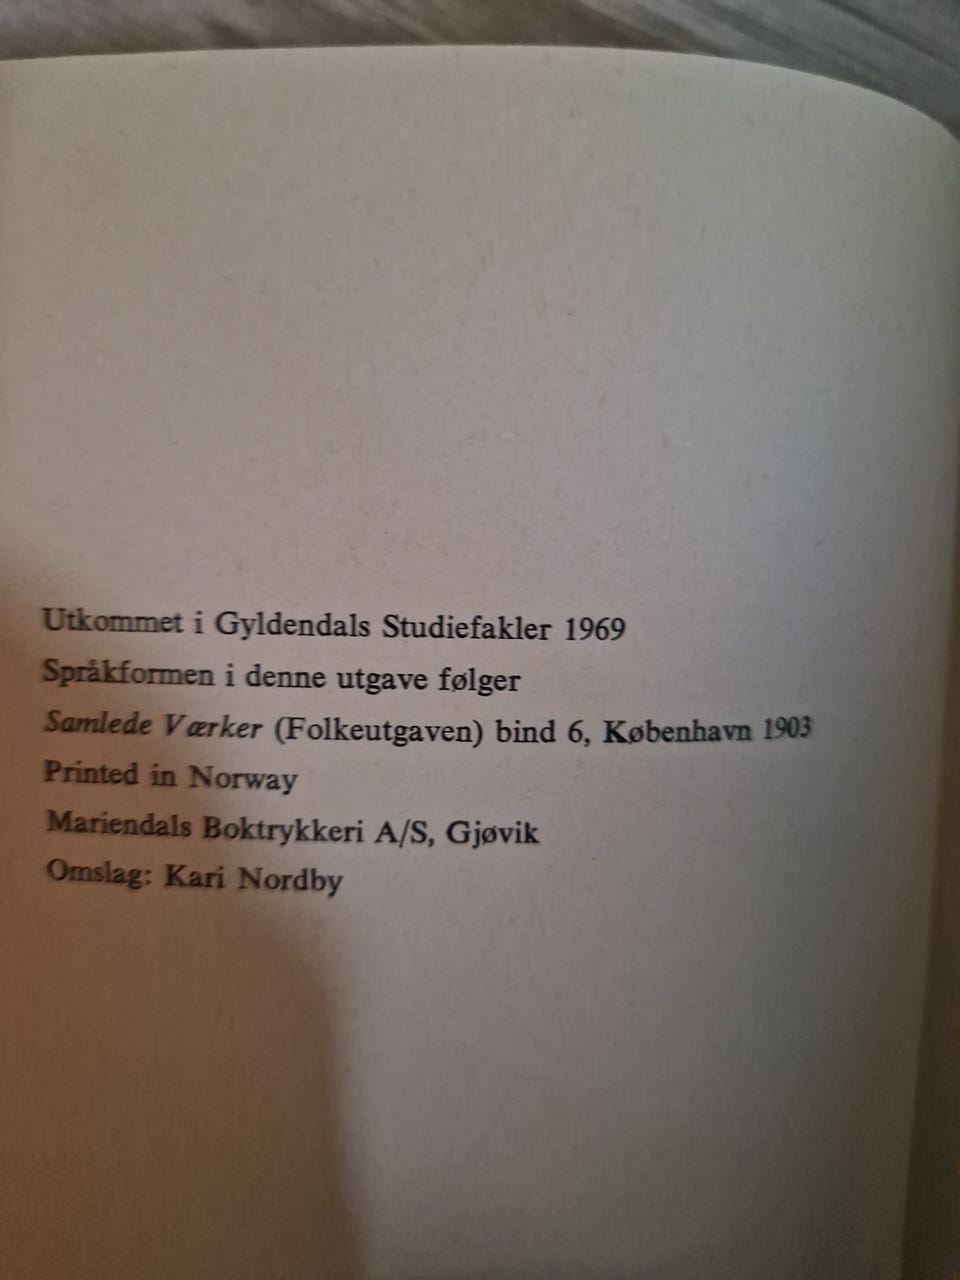 Utkommet i Gyldendals Studiefakler 1969
Språkformen i denne utgave følger
Samlede Værker (Folkeutgaven) bind 6, København 1903
Printed in Norway
Mariendals Boktrykkeri A/S, Gjøvik
Omslag: Kari Nordby